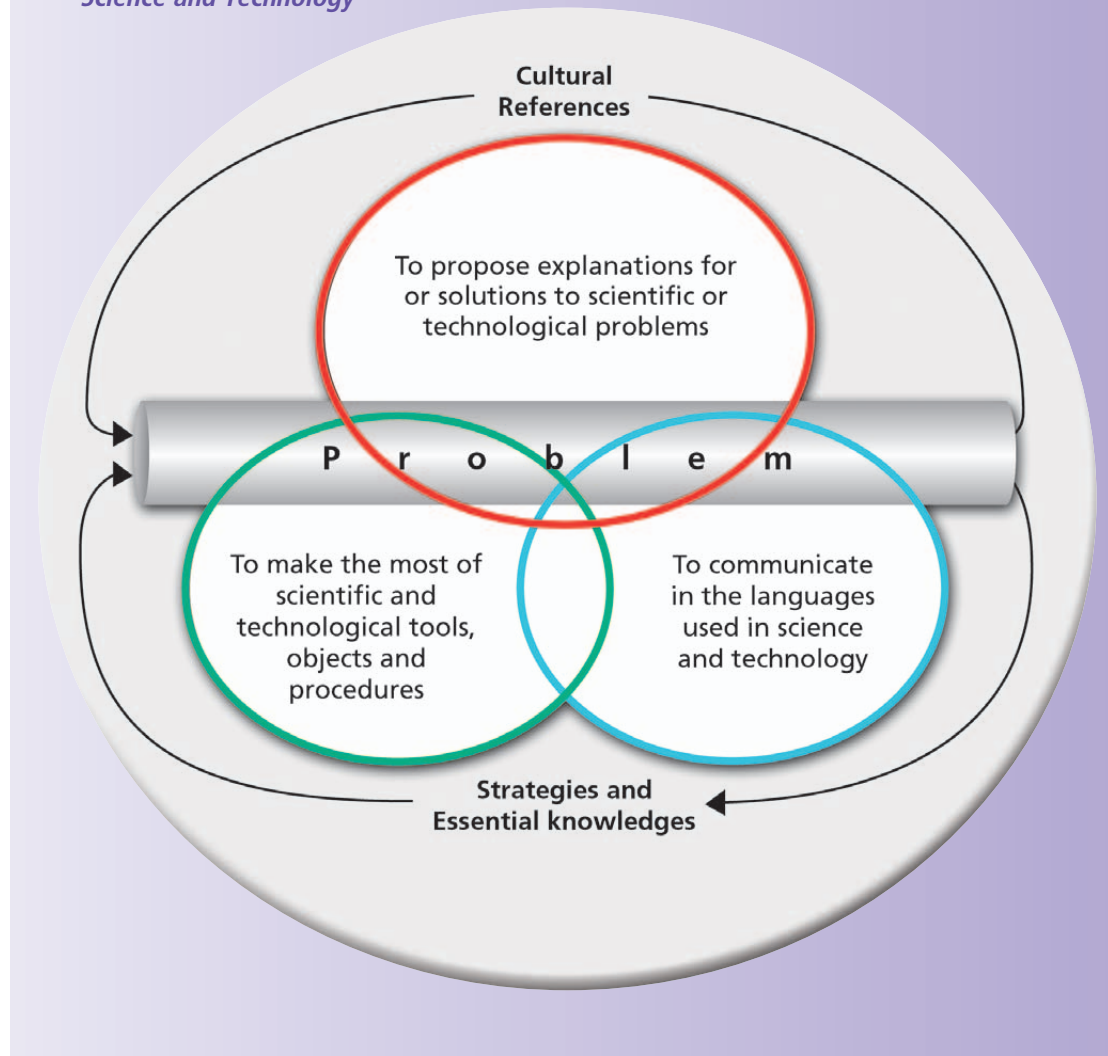 Science and Technology
Cultural
References
To propose explanations for
or solutions to scientific or
technological problems
Problem
To make the most of
scientific and
technological tools,
objects and
procedures
To communicate
in the languages
used in science
and technology
Strategies and
Essential knowledges